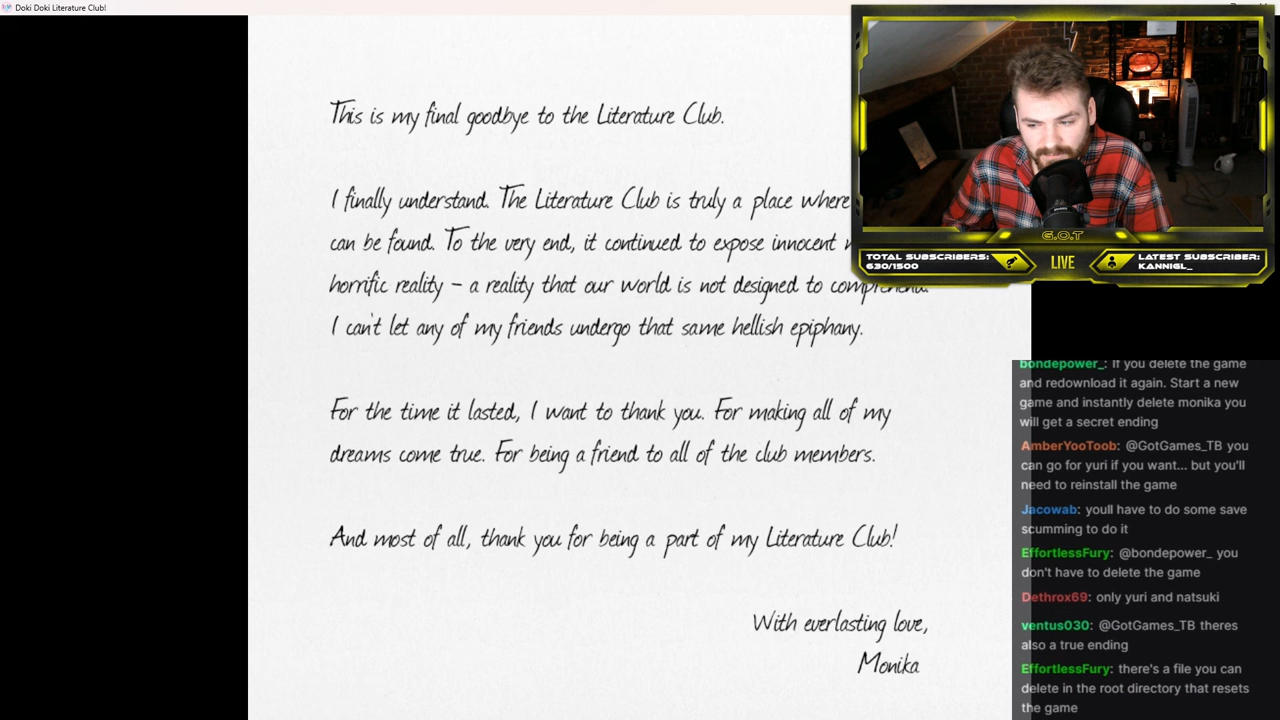 Doki Doki Literature Club!
This is my final goodbye to the Literature Club.
I finally understand. The Literature Club is truly a place where
can be found. To the very end, it continued to expose innocent
horrific reality – a reality that our world is not designed to comprehend.
I can't let any of my friends undergo that same hellish epiphany.
For the time it lasted, I want to thank you. For making all of my
dreams come true. For being a friend to all of the club members.
And most of all, thank you for being a part of my Literature Club!
With everlasting love,
Monika
G.O.T
TOTAL SUBSCRIBERS:
630/1500
LIVE
LATEST SUBSCRIBER:
KANNIGL_
bondepower_: If you delete the game
and redownload it again. Start a new
game and instantly delete monika you
will get a secret ending
AmberYooToob: @GotGames_TB you
can go for yuri if you want... but you'll
need to reinstall the game
Jacowab: youll have to do some save
scumming to do it
EffortlessFury: @bondepower_ you
don't have to delete the game
Dethrox69: only yuri and natsuki
ventus030: @GotGames_TB theres
also a true ending
EffortlessFury: there's a file you can
delete in the root directory that resets
the game